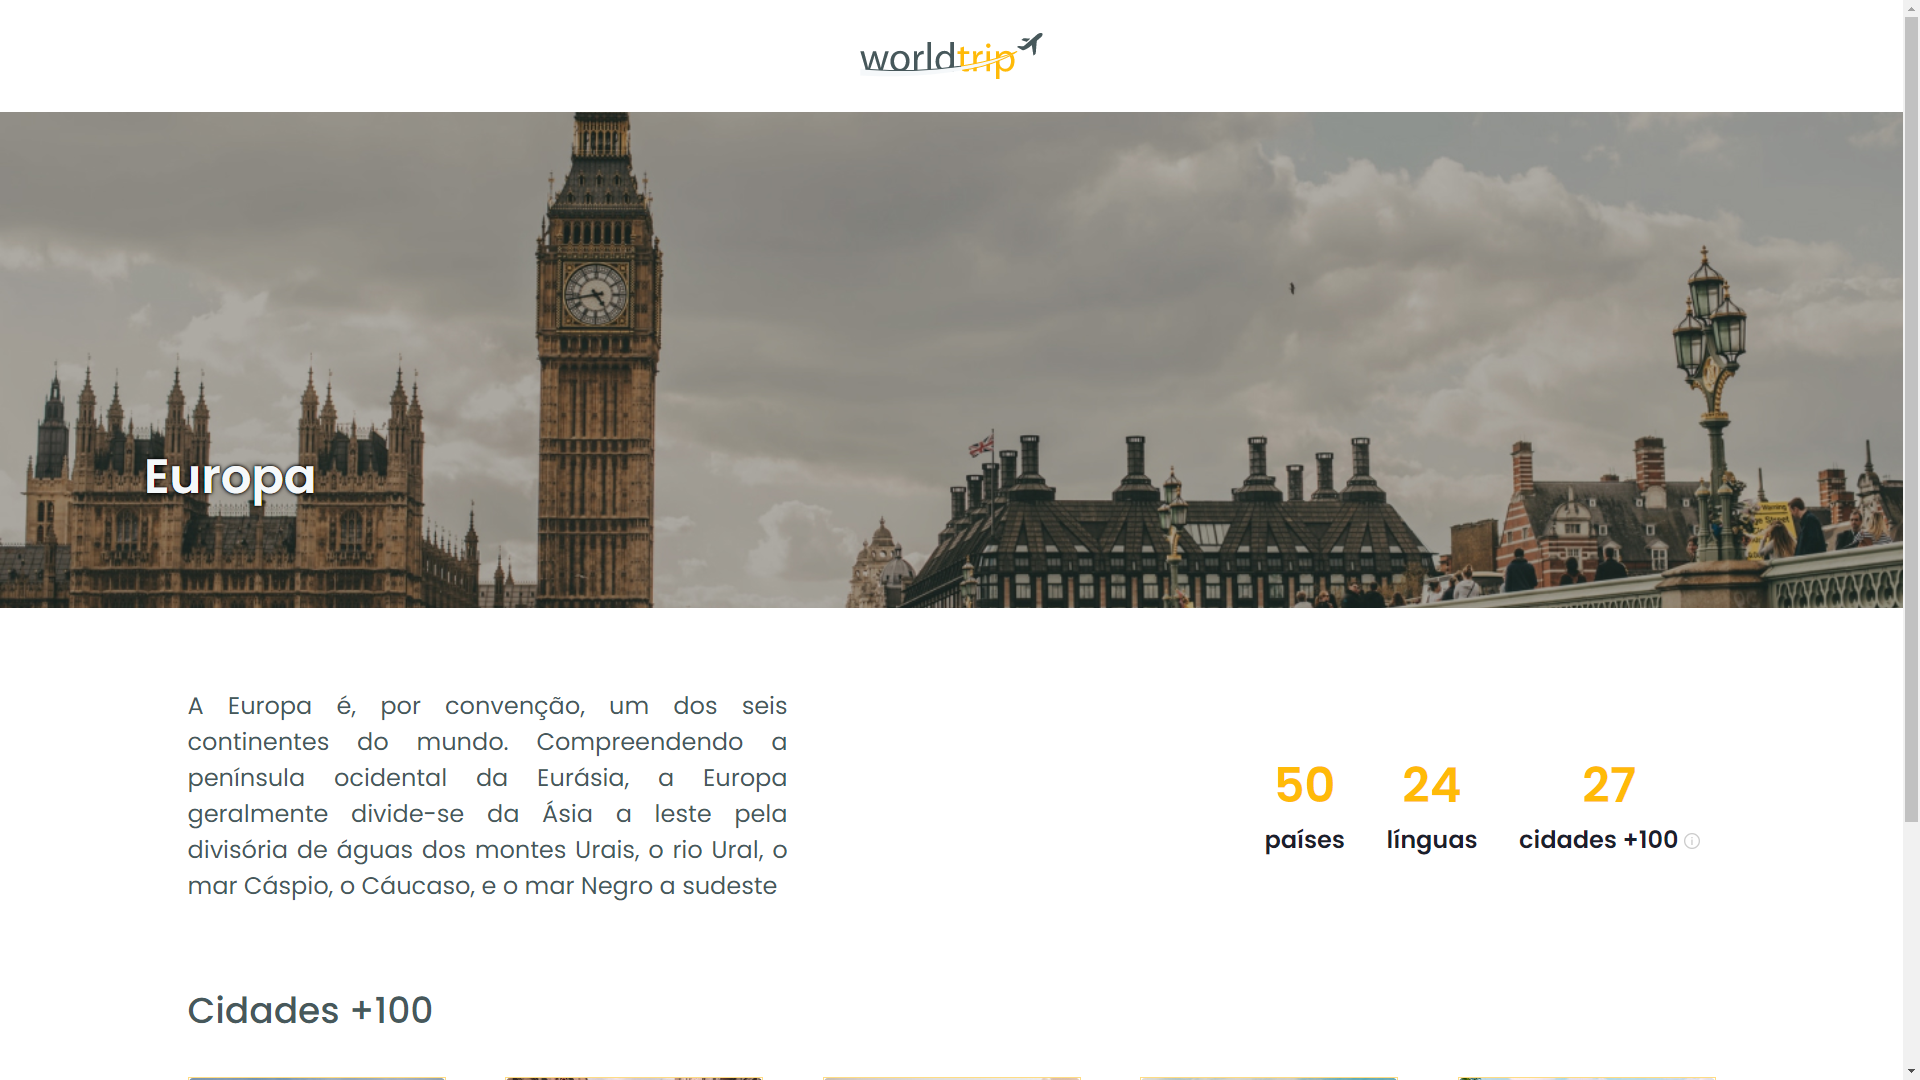 worldtrip
Warning
Europa
A Europa é, por convenção, um dos seis
continentes do mundo. Compreendendo a
península ocidental da Eurásia, a Europa
geralmente divide-se da Ásia a leste pela
divisória de águas dos montes Urais, o rio Ural, o
mar Cáspio, o Cáucaso, e o mar Negro a sudeste
50
países
24
línguas
27
cidades +100
Cidades +100